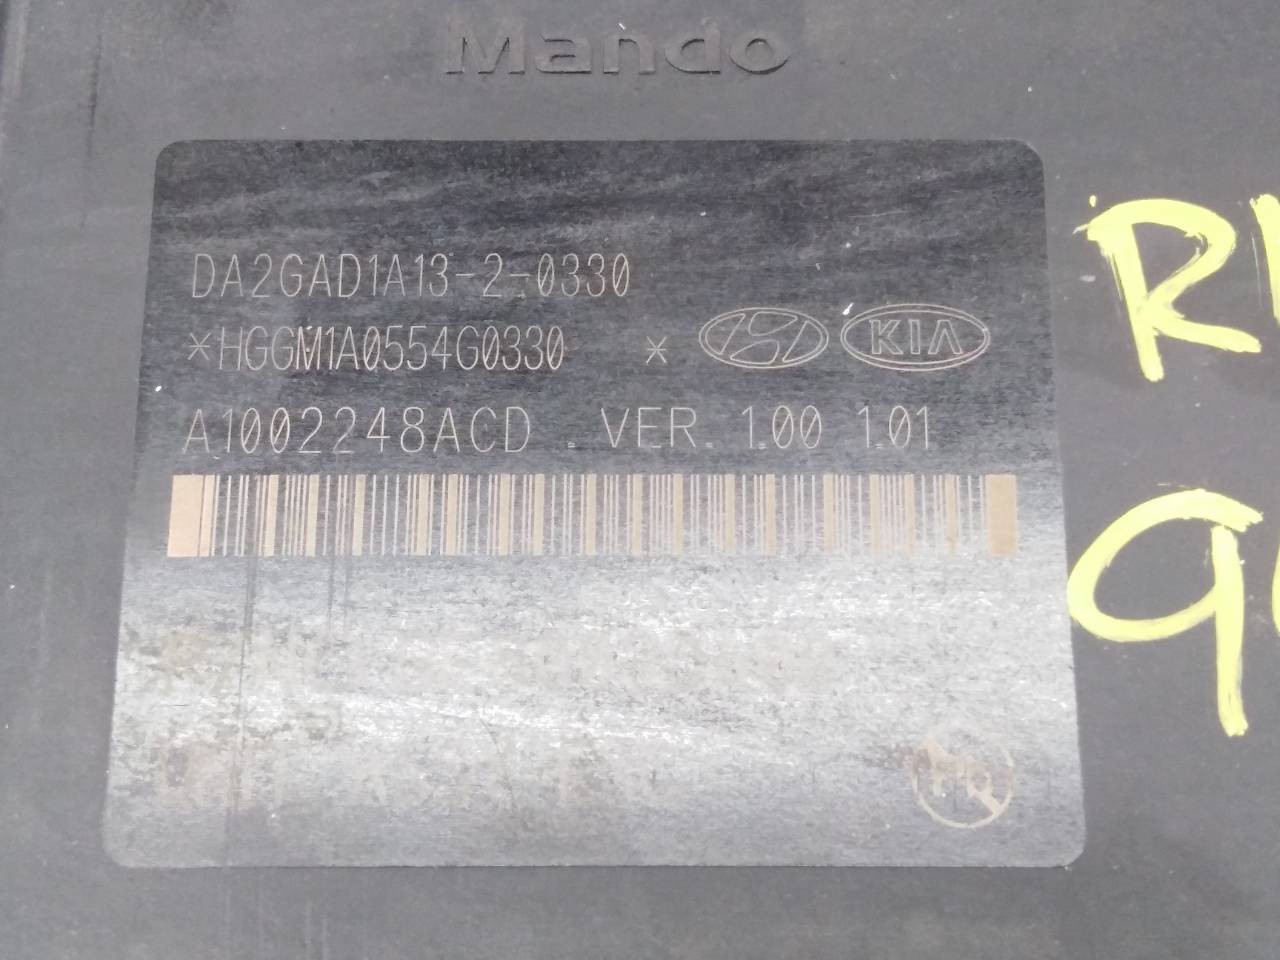 Mando
DA2GAD1A13-2-0330
*HGGM1A0554G0330 * KIA
A1002248ACD . VER. 1.00 1.01